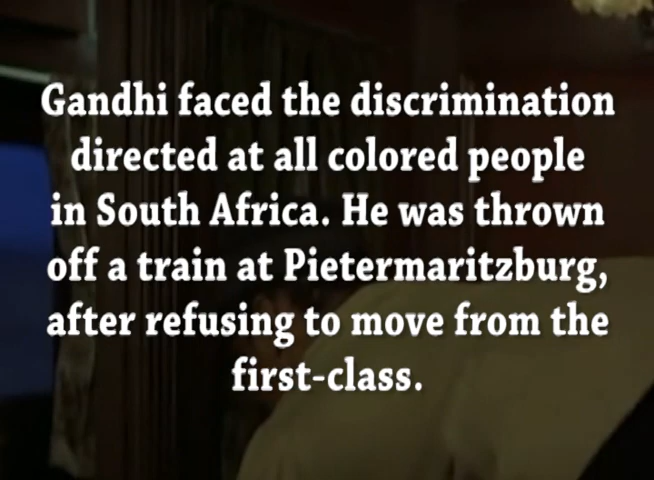 Gandhi faced the discrimination
directed at all colored people
in South Africa. He was thrown
off a train at Pietermaritzburg,
after refusing to move from the
first-class.